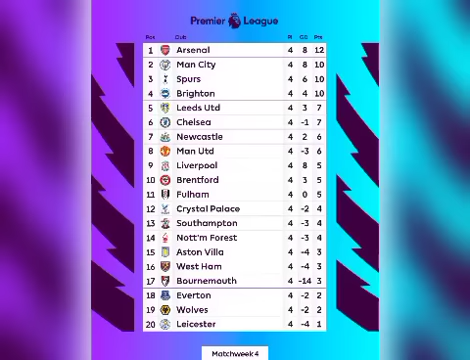 Premier League
Pos Club Pl GD Pts
1 Arsenal 4 8 12
2 Man City 4 8 10
3 Spurs 4 6 10
4 Brighton 4 4 10
5 Leeds Utd 4 3 7
6 Chelsea 4 -1 7
7 Newcastle 4 2 6
8 Man Utd 4 -3 6
9 Liverpool 4 8 5
10 Brentford 4 3 5
11 Fulham 4 0 5
12 Crystal Palace 4 -2 4
13 Southampton 4 -3 4
14 Nott'm Forest 4 -3 4
15 Aston Villa 4 -4 3
16 West Ham 4 -4 3
17 Bournemouth 4 -14 3
18 Everton 4 -2 2
19 Wolves 4 -2 2
20 Leicester 4 -4 1
Matchweek 4